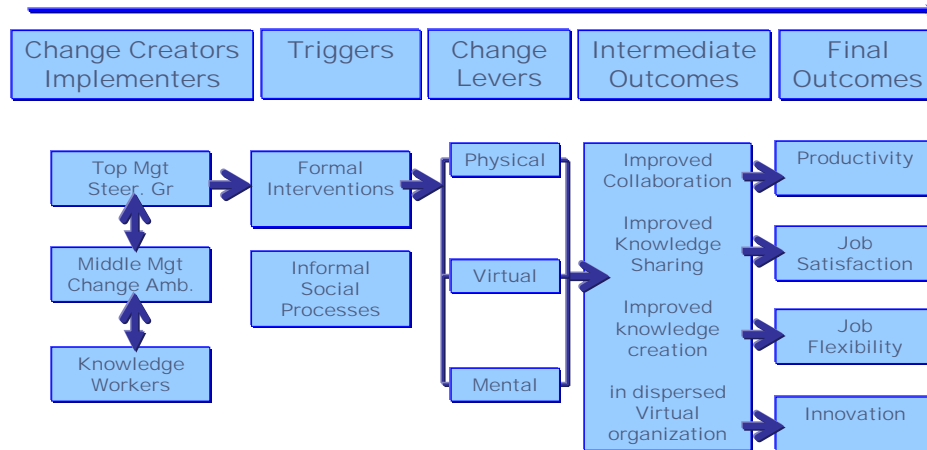 Change Creators
Implementers
Triggers
Change
Levers
Intermediate
Outcomes
Final
Outcomes
Top Mgt
Steer. Gr
Middle Mgt
Change Amb.
Knowledge
Workers
Formal
Interventions
Informal
Social
Processes
Physical
Virtual
Mental
Improved
Collaboration
Improved
Knowledge
Sharing
Improved
knowledge
creation
in dispersed
Virtual
organization
Productivity
Job
Satisfaction
Job
Flexibility
Innovation